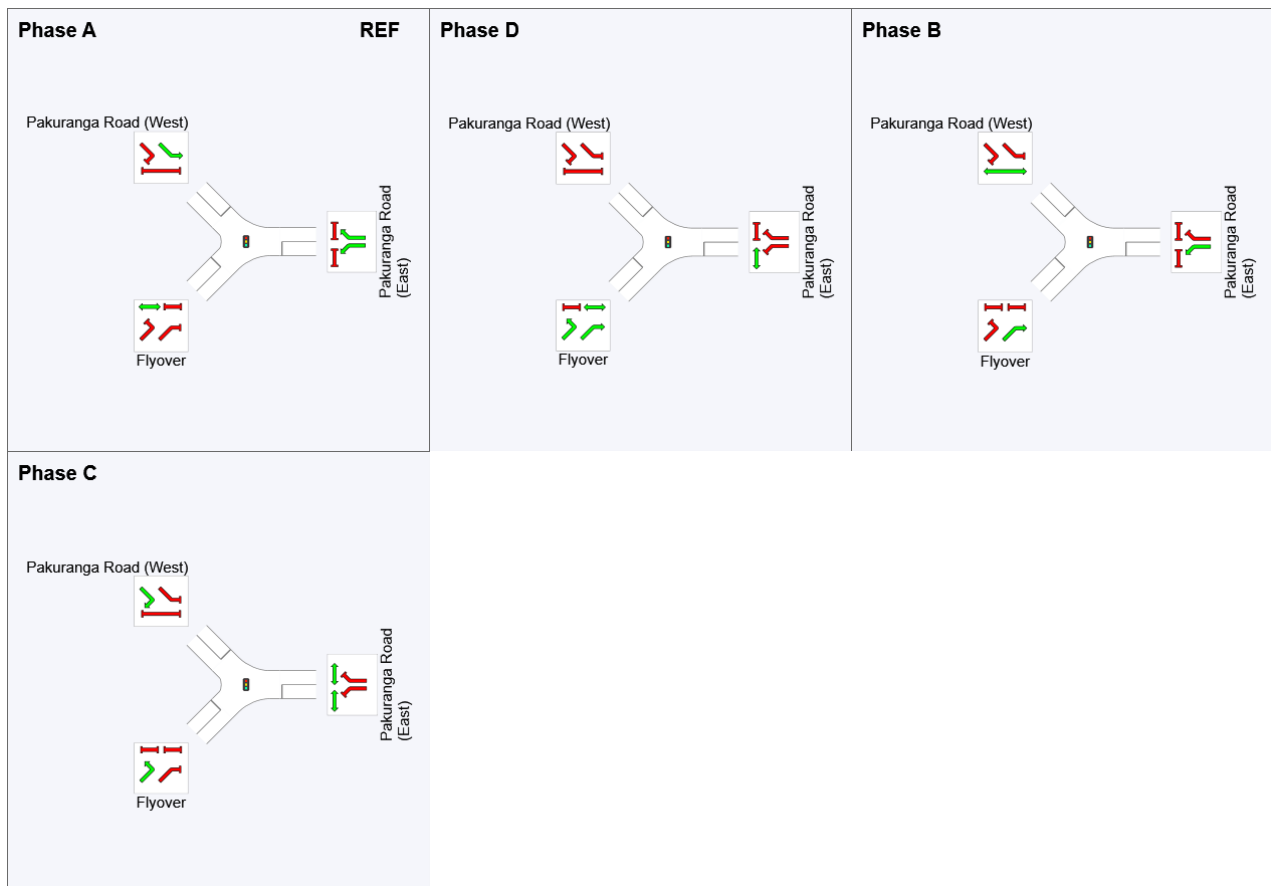 Phase A
REF
Pakuranga Road (West)
Pakuranga Road
(East)
Flyover
Phase D
Pakuranga Road (West)
Pakuranga Road
(East)
Flyover
Phase B
Pakuranga Road (West)
Pakuranga Road
(East)
Flyover
Phase C
Pakuranga Road (West)
Pakuranga Road
(East)
Flyover